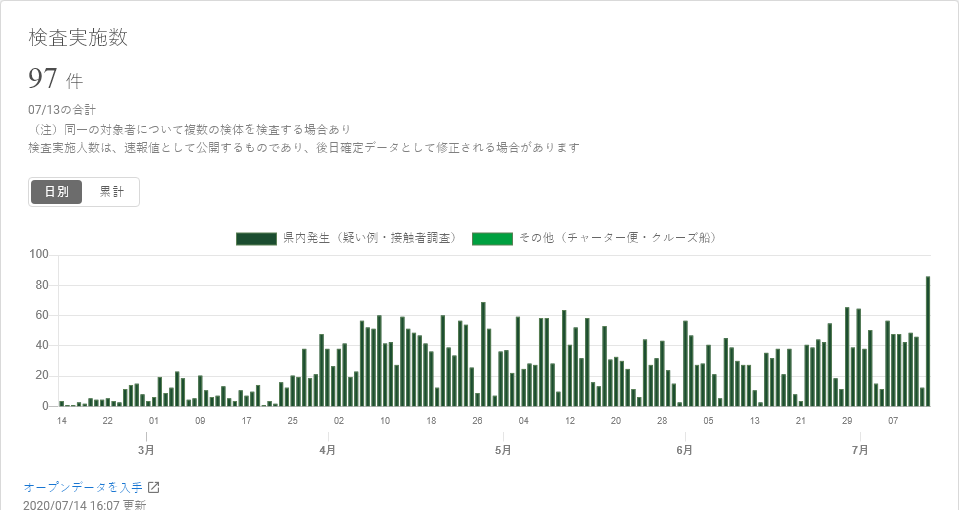 検査実施数
97 件
07/13の合計
（注）同一の対象者について複数の検体を検査する場合あり
検査実施人数は、速報値として公開するものであり、後日確定データとして修正される場合があります
日別 累計
県内発生（疑い例・接触者調査） その他（チャーター便・クルーズ船）
100
80
60
40
20
0
14 22 01 09 17 25 02 10 18 26 04 12 20 28 05 13 21 29 07
3月 4月 5月 6月 7月
オープンデータを入手
2020/07/14 16:07 更新